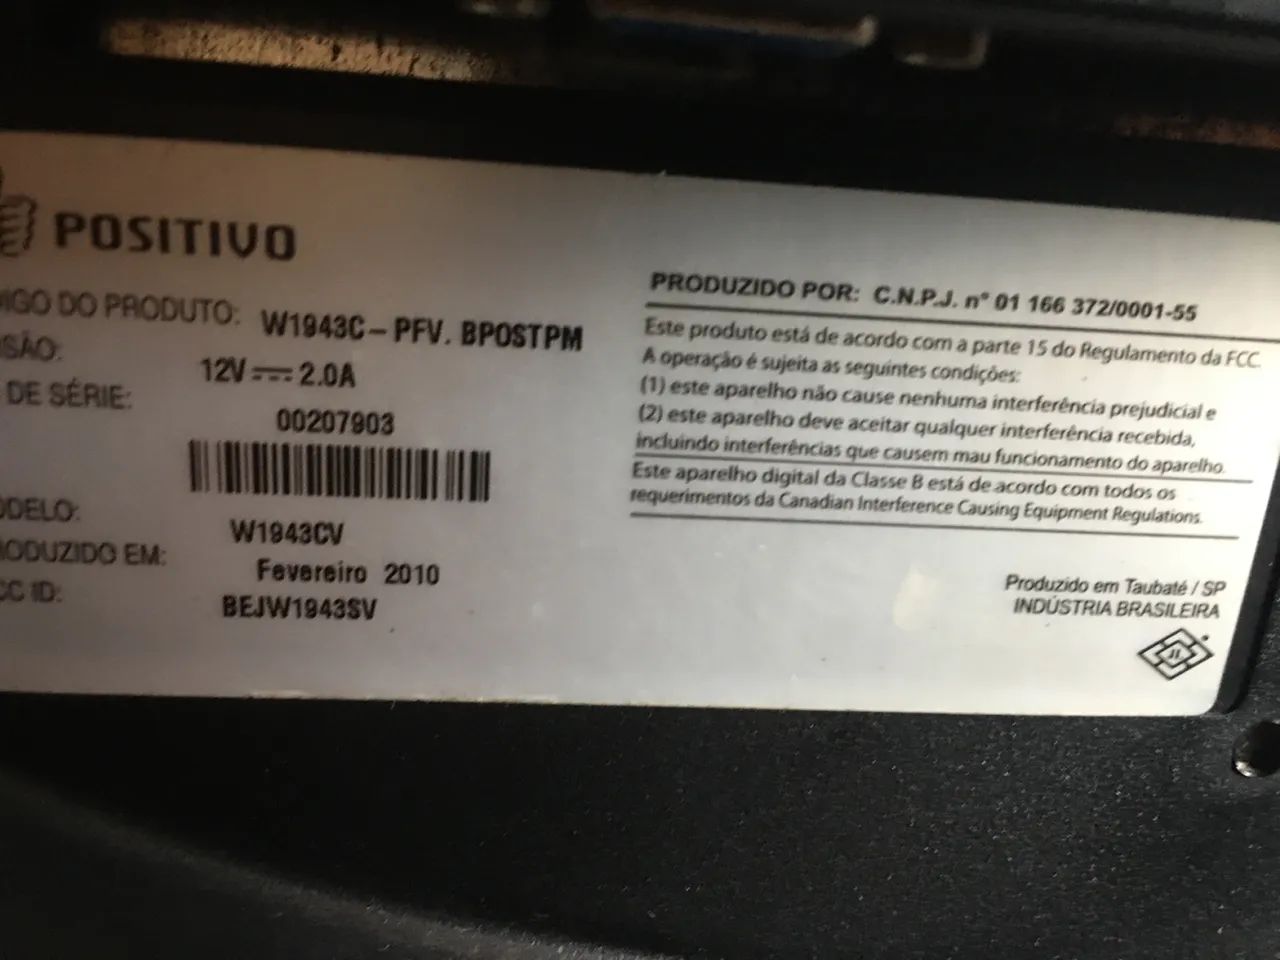 POSITIVO
DIGO DO PRODUTO: W1943C-PFV. BPOSTPM
SÃO: 12V 2.0A
DE SÉRIE: 00207903
ODELO: W1943CV
ODUZIDO EM: Fevereiro 2010
CC ID: BEJW1943SV
PRODUZIDO POR: C.N.P.J. n° 01 166 372/0001-55
Este produto está de acordo com a parte 15 do Regulamento da FCC.
A operação é sujeita as seguintes condições:
(1) este aparelho não cause nenhuma interferência prejudicial e
(2) este aparelho deve aceitar qualquer interferência recebida,
incluindo interferências que causem mau funcionamento do aparelho.
Este aparelho digital da Classe B está de acordo com todos os
requerimentos da Canadian Interference Causing Equipment Regulations.
Produzido em Taubaté / SP
INDÚSTRIA BRASILEIRA